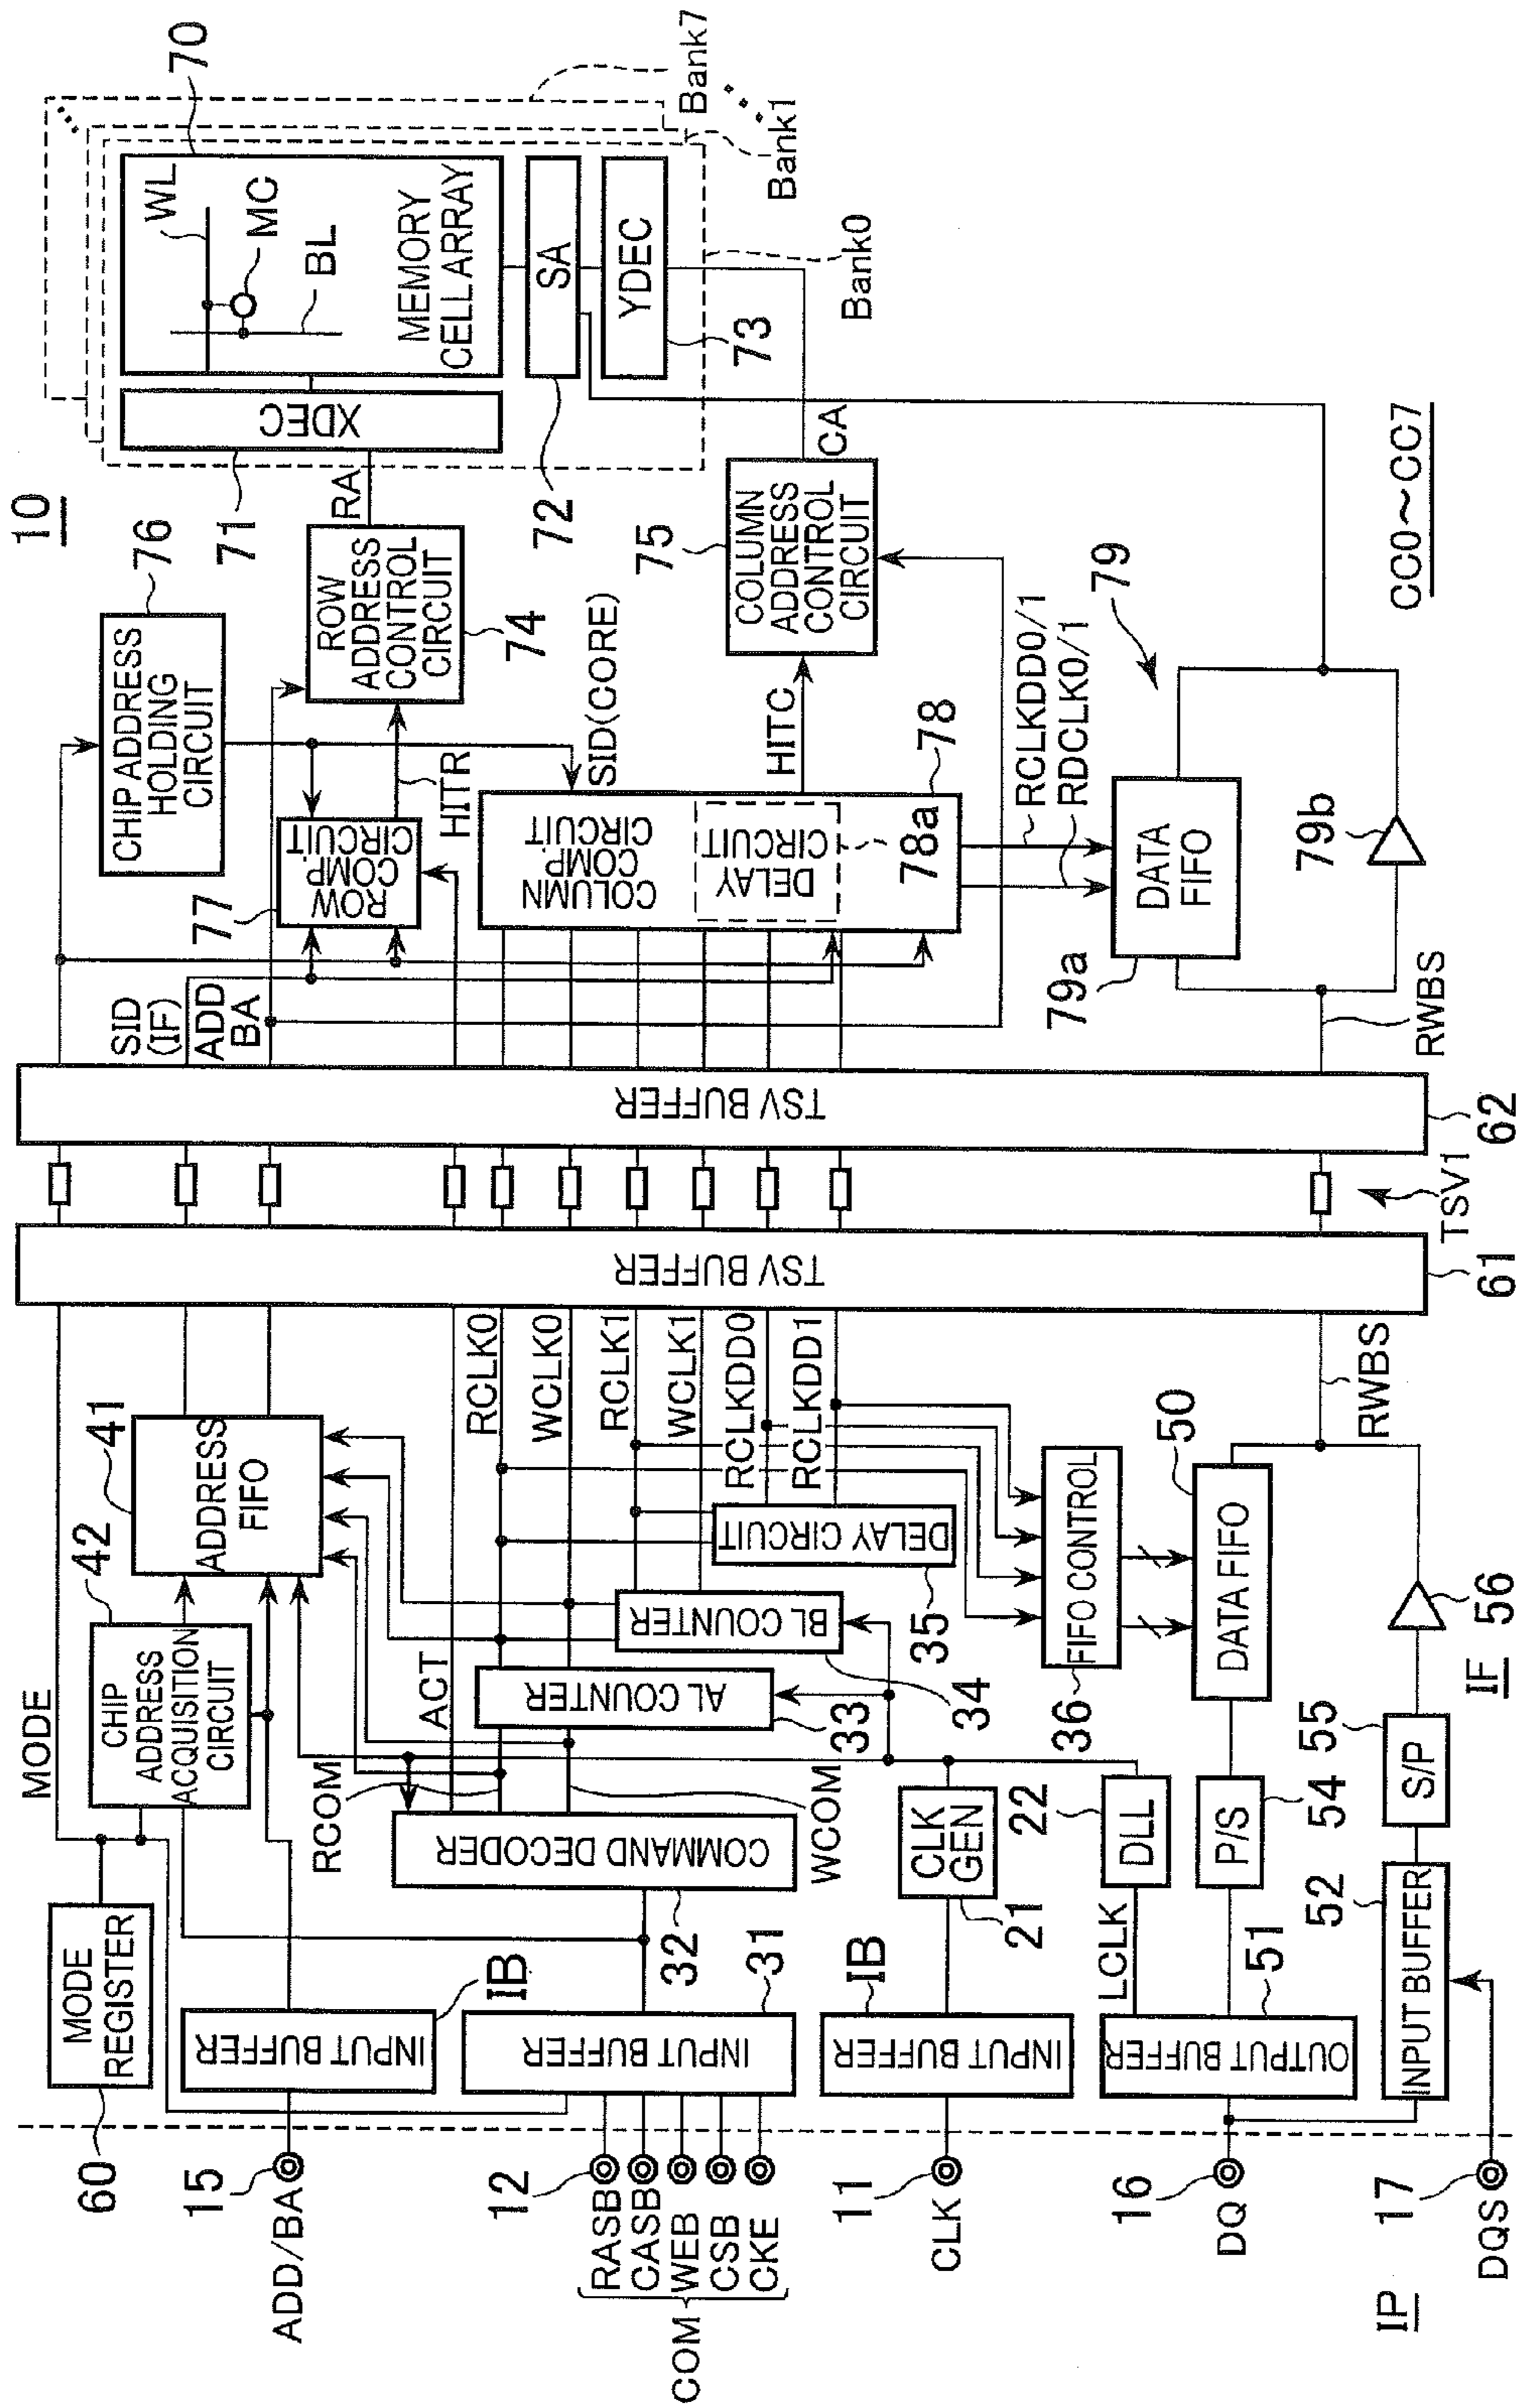 10
MODE REGISTER
60
ADD/BA
15
INPUT BUFFER
IB
MODE
CHIP
ADDRESS
ACQUISITION
CIRCUIT
42
ADDRESS
FIFO
41
COM
RASB
CASB
WEB
CSB
CKE
12
INPUT BUFFER
31
COMMAND DECODER
32
RCOM
WCOM
ACT
AL COUNTER
33
BL COUNTER
34
DELAY CIRCUIT
35
RCLK0
WCLK0
RCLK1
WCLK1
RCLKDD0
RCLKDD1
CLK
11
INPUT BUFFER
IB
CLK
GEN
21
DLL
22
LCLK
FIFO CONTROL
36
DQ
16
OUTPUT BUFFER
51
P/S
54
DATA FIFO
50
INPUT BUFFER
52
S/P
55
56
RWBS
DQS
17
IP
IF
TSV BUFFER
61
TSV1
TSV BUFFER
62
SID
(IF)
ADD
BA
CHIP ADDRESS
HOLDING
CIRCUIT
76
ROW
COMP.
CIRCUIT
77
HITR
ROW
ADDRESS
CONTROL
CIRCUIT
74
RA
SID(CORE)
COLUMN
COMP.
CIRCUIT
DELAY
CIRCUIT
78a
78
HITC
COLUMN
ADDRESS
CONTROL
CIRCUIT
75
CA
RCLKDD0/1
RDCLK0/1
DATA
FIFO
79a
79
79b
RWBS
XDEC
71
WL
MC
BL
MEMORY
CELL ARRAY
70
SA
72
YDEC
73
Bank0
Bank1
Bank7
CC0~CC7